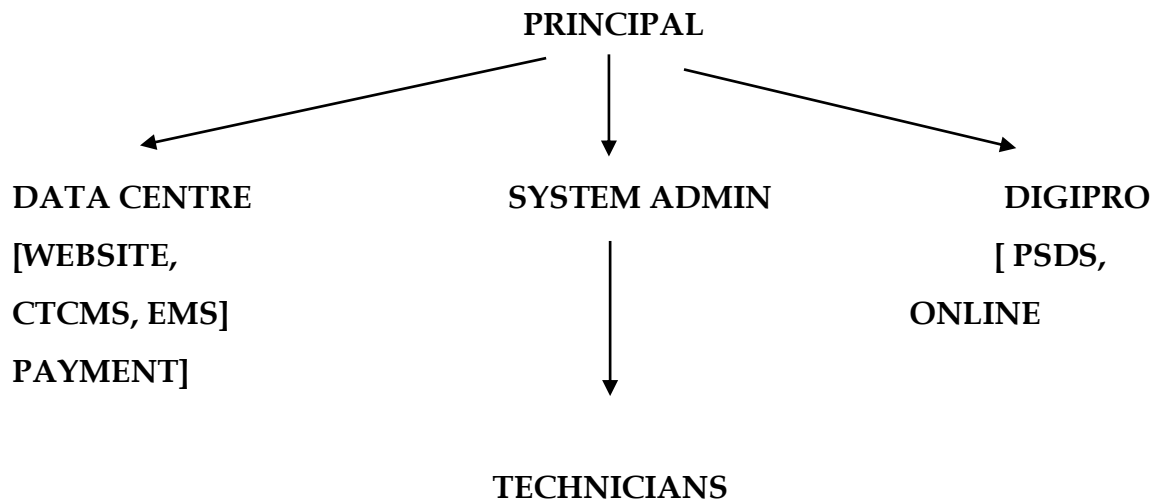 PRINCIPAL
DATA CENTRE SYSTEM ADMIN DIGIPRO
[WEBSITE, [ PSDS,
CTCMS, EMS] ONLINE
PAYMENT]
TECHNICIANS